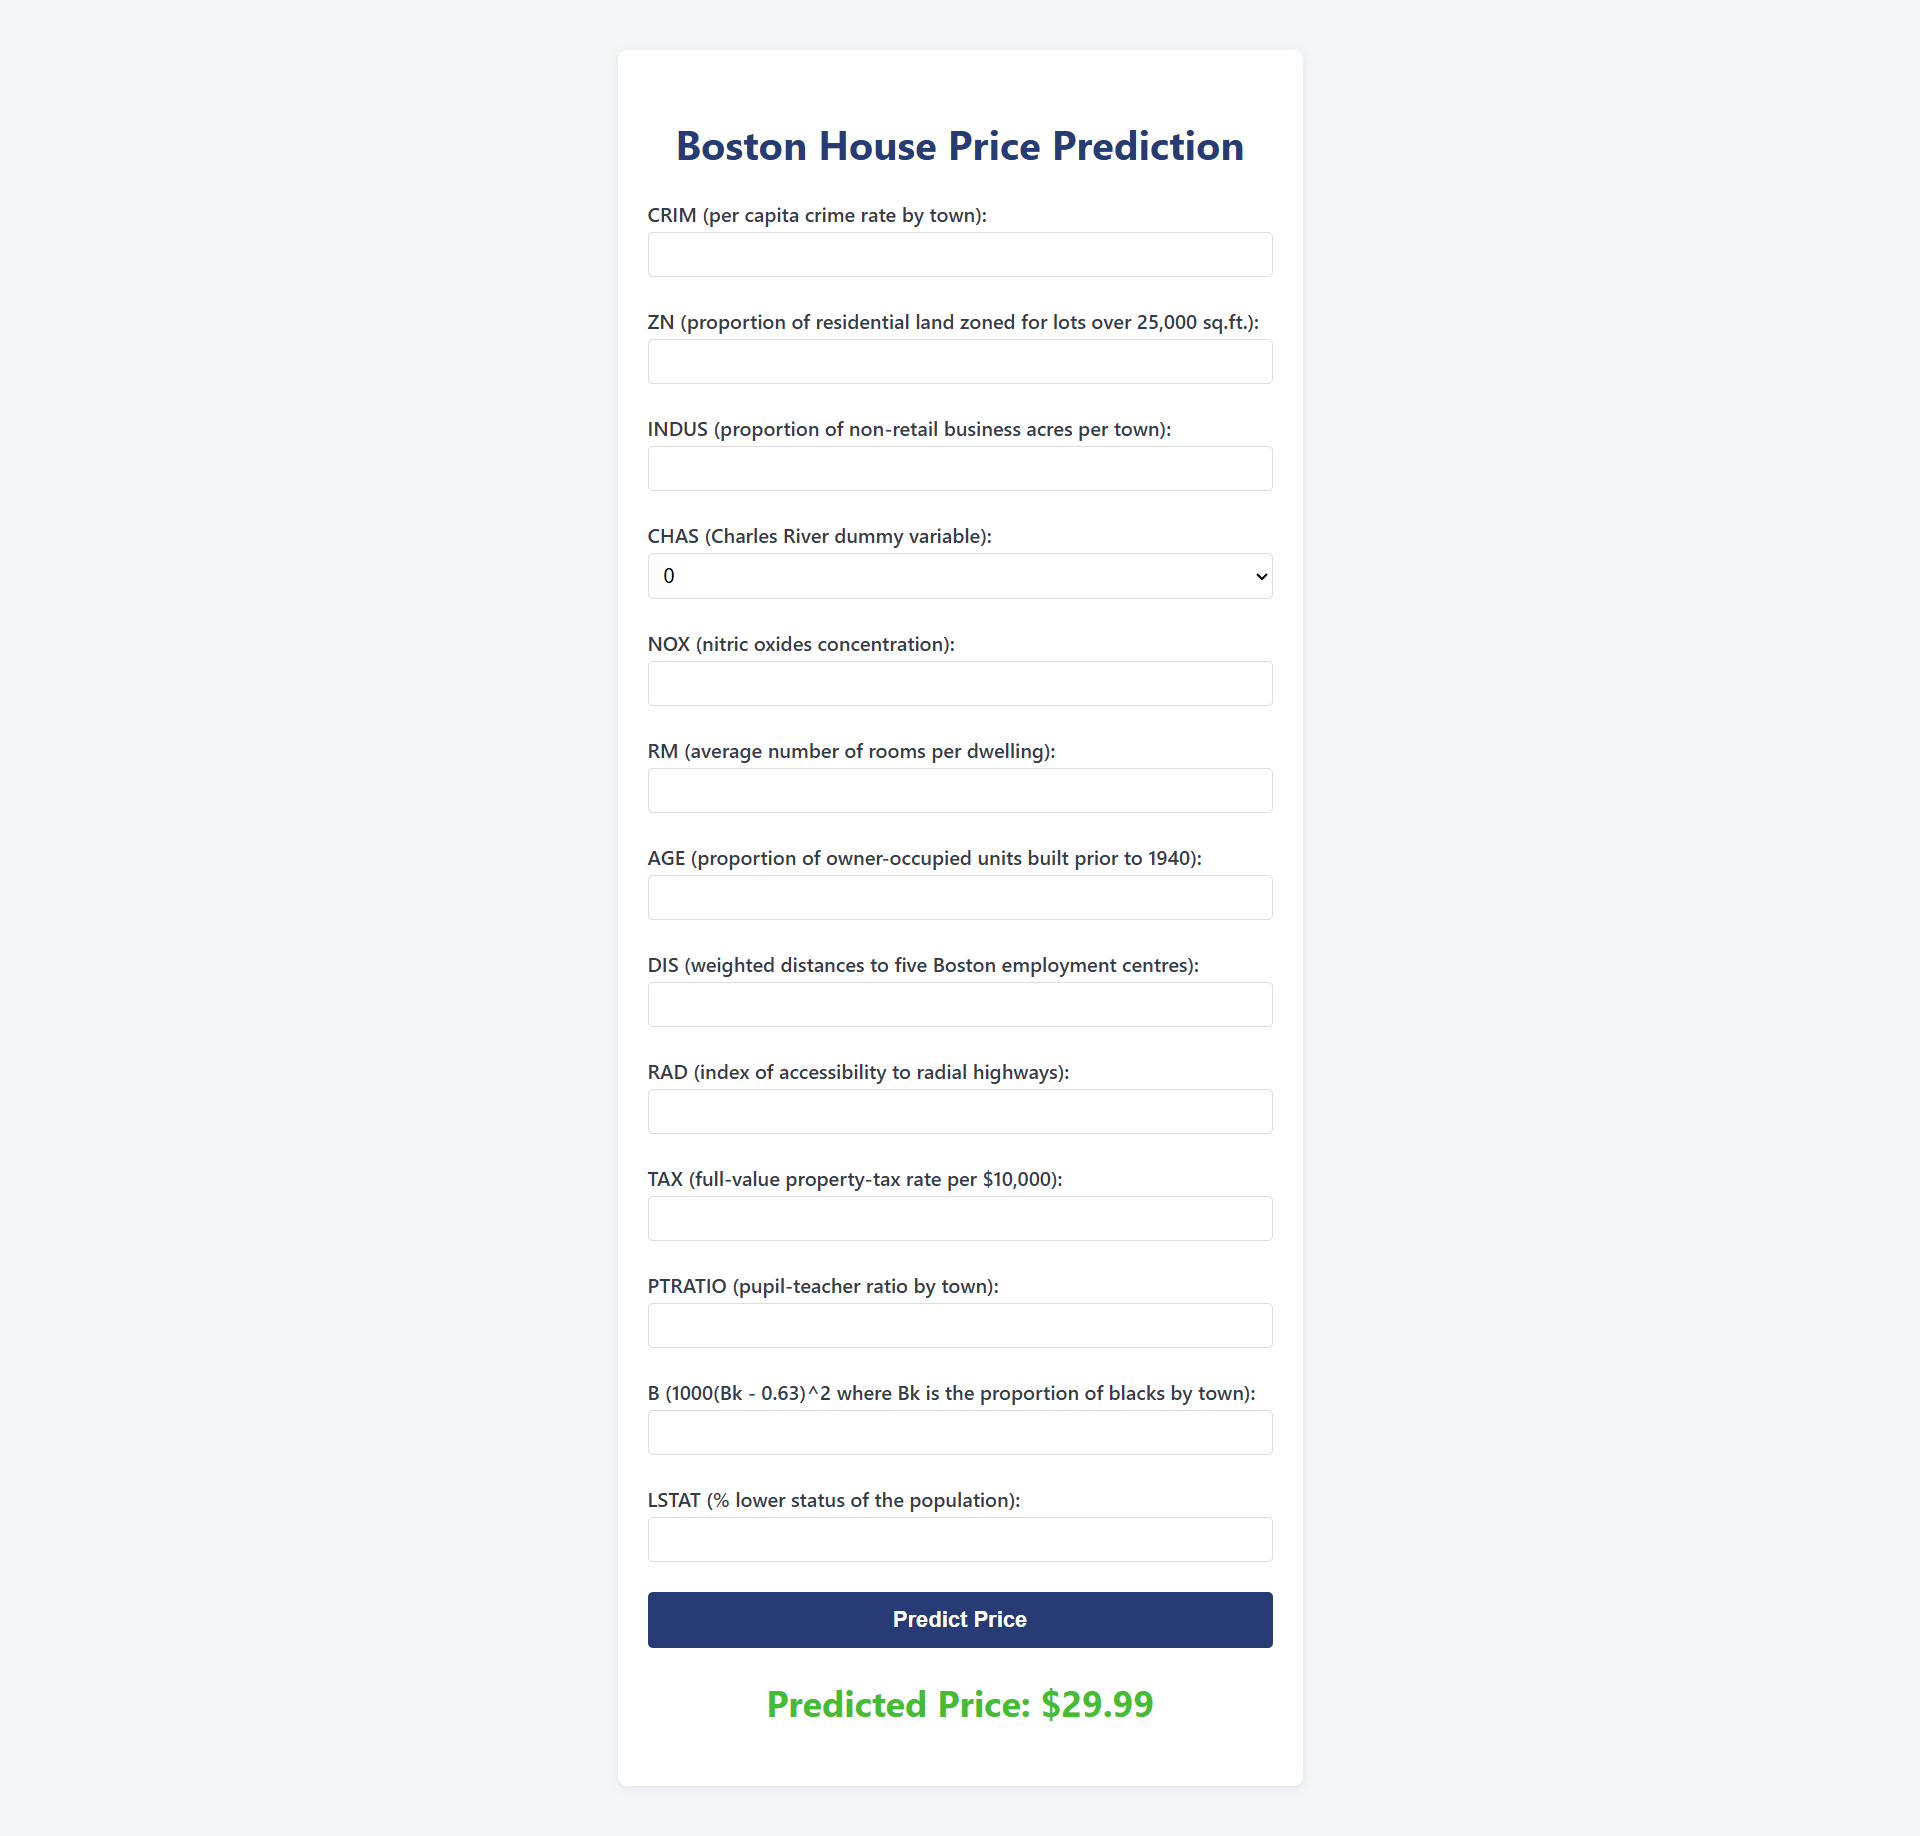 Boston House Price Prediction
CRIM (per capita crime rate by town):
ZN (proportion of residential land zoned for lots over 25,000 sq.ft.):
INDUS (proportion of non-retail business acres per town):
CHAS (Charles River dummy variable):
0
NOX (nitric oxides concentration):
RM (average number of rooms per dwelling):
AGE (proportion of owner-occupied units built prior to 1940):
DIS (weighted distances to five Boston employment centres):
RAD (index of accessibility to radial highways):
TAX (full-value property-tax rate per $10,000):
PTRATIO (pupil-teacher ratio by town):
B (1000(Bk - 0.63)^2 where Bk is the proportion of blacks by town):
LSTAT (% lower status of the population):
Predict Price
Predicted Price: $29.99